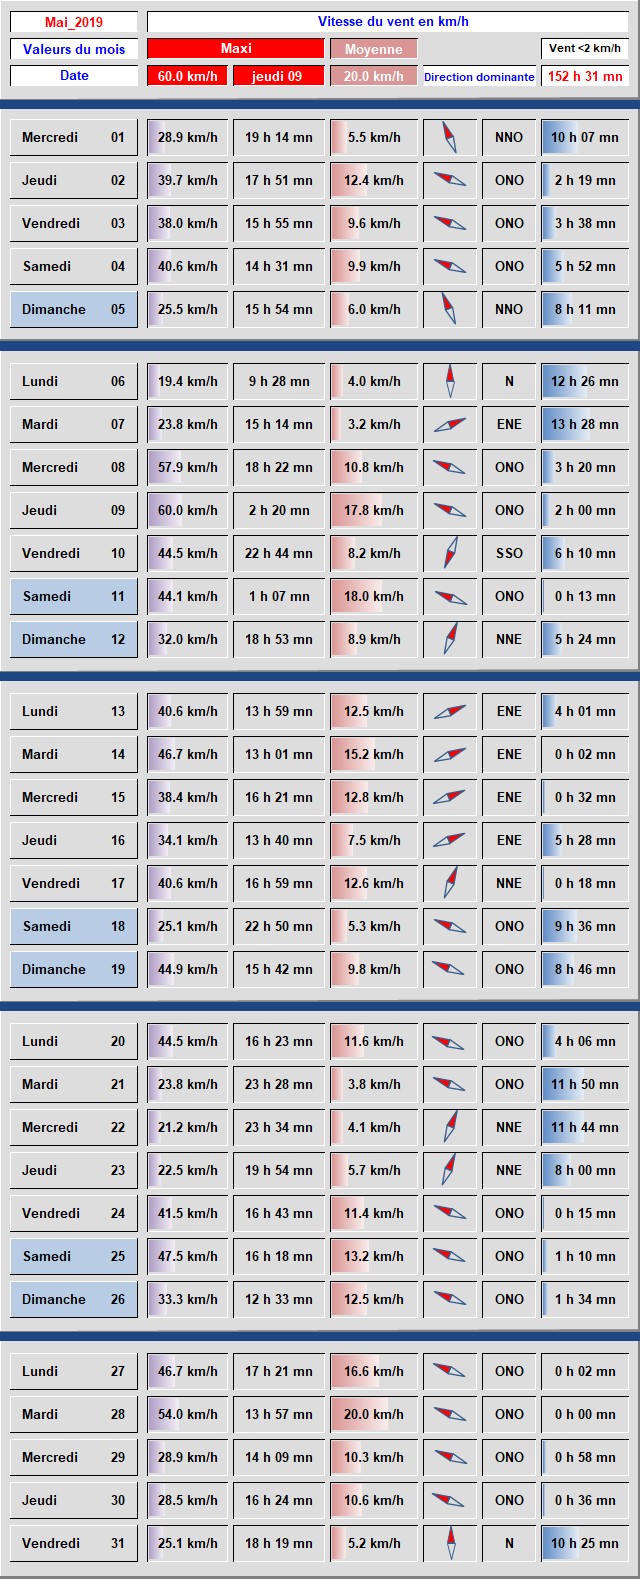 Mai_2019 Vitesse du vent en km/h
Valeurs du mois Maxi Moyenne Vent <2 km/h
Date 60.0 km/h jeudi 09 20.0 km/h Direction dominante 152 h 31 mn
Mercredi 01 28.9 km/h 19 h 14 mn 5.5 km/h NNO 10 h 07 mn
Jeudi 02 39.7 km/h 17 h 51 mn 12.4 km/h ONO 2 h 19 mn
Vendredi 03 38.0 km/h 15 h 55 mn 9.6 km/h ONO 3 h 38 mn
Samedi 04 40.6 km/h 14 h 31 mn 9.9 km/h ONO 5 h 52 mn
Dimanche 05 25.5 km/h 15 h 54 mn 6.0 km/h NNO 8 h 11 mn
Lundi 06 19.4 km/h 9 h 28 mn 4.0 km/h N 12 h 26 mn
Mardi 07 23.8 km/h 15 h 14 mn 3.2 km/h ENE 13 h 28 mn
Mercredi 08 57.9 km/h 18 h 22 mn 10.8 km/h ONO 3 h 20 mn
Jeudi 09 60.0 km/h 2 h 20 mn 17.8 km/h ONO 2 h 00 mn
Vendredi 10 44.5 km/h 22 h 44 mn 8.2 km/h SSO 6 h 10 mn
Samedi 11 44.1 km/h 1 h 07 mn 18.0 km/h ONO 0 h 13 mn
Dimanche 12 32.0 km/h 18 h 53 mn 8.9 km/h NNE 5 h 24 mn
Lundi 13 40.6 km/h 13 h 59 mn 12.5 km/h ENE 4 h 01 mn
Mardi 14 46.7 km/h 13 h 01 mn 15.2 km/h ENE 0 h 02 mn
Mercredi 15 38.4 km/h 16 h 21 mn 12.8 km/h ENE 0 h 32 mn
Jeudi 16 34.1 km/h 13 h 40 mn 7.5 km/h ENE 5 h 28 mn
Vendredi 17 40.6 km/h 16 h 59 mn 12.6 km/h NNE 0 h 18 mn
Samedi 18 25.1 km/h 22 h 50 mn 5.3 km/h ONO 9 h 36 mn
Dimanche 19 44.9 km/h 15 h 42 mn 9.8 km/h ONO 8 h 46 mn
Lundi 20 44.5 km/h 16 h 23 mn 11.6 km/h ONO 4 h 06 mn
Mardi 21 23.8 km/h 23 h 28 mn 3.8 km/h ONO 11 h 50 mn
Mercredi 22 21.2 km/h 23 h 34 mn 4.1 km/h NNE 11 h 44 mn
Jeudi 23 22.5 km/h 19 h 54 mn 5.7 km/h NNE 8 h 00 mn
Vendredi 24 41.5 km/h 16 h 43 mn 11.4 km/h ONO 0 h 15 mn
Samedi 25 47.5 km/h 16 h 18 mn 13.2 km/h ONO 1 h 10 mn
Dimanche 26 33.3 km/h 12 h 33 mn 12.5 km/h ONO 1 h 34 mn
Lundi 27 46.7 km/h 17 h 21 mn 16.6 km/h ONO 0 h 02 mn
Mardi 28 54.0 km/h 13 h 57 mn 20.0 km/h ONO 0 h 00 mn
Mercredi 29 28.9 km/h 14 h 09 mn 10.3 km/h ONO 0 h 58 mn
Jeudi 30 28.5 km/h 16 h 24 mn 10.6 km/h ONO 0 h 36 mn
Vendredi 31 25.1 km/h 18 h 19 mn 5.2 km/h N 10 h 25 mn